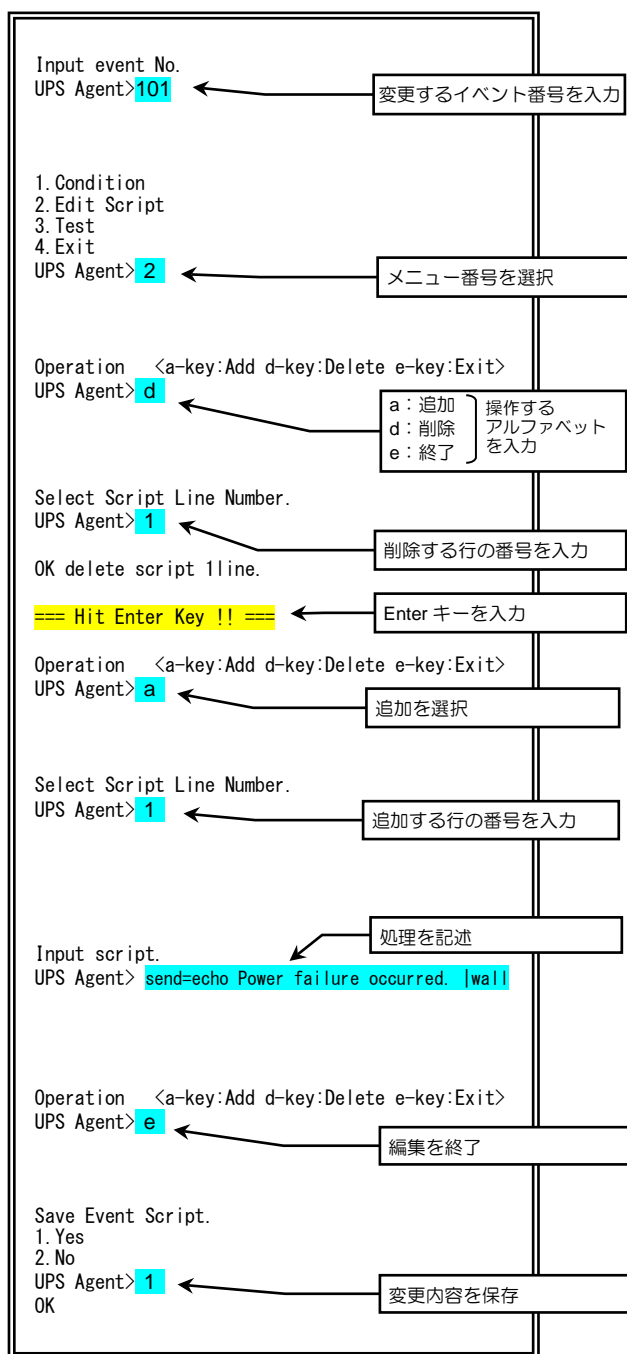 Input event No.
UPS Agent>101
変更するイベント番号を入力
1.Condition
2.Edit Script
3.Test
4.Exit
UPS Agent> 2
メニュー番号を選択
Operation <a-key:Add d-key:Delete e-key:Exit>
UPS Agent> d
a：追加
d：削除
e：終了
操作する
アルファベット
を入力
Select Script Line Number.
UPS Agent> 1
削除する行の番号を入力
OK delete script 1line.
=== Hit Enter Key !! ===
Enter キーを入力
Operation <a-key:Add d-key:Delete e-key:Exit>
UPS Agent> a
追加を選択
Select Script Line Number.
UPS Agent> 1
追加する行の番号を入力
処理を記述
Input script.
UPS Agent> send=echo Power failure occurred. |wall
Operation <a-key:Add d-key:Delete e-key:Exit>
UPS Agent> e
編集を終了
Save Event Script.
1.Yes
2.No
UPS Agent> 1
変更内容を保存
OK